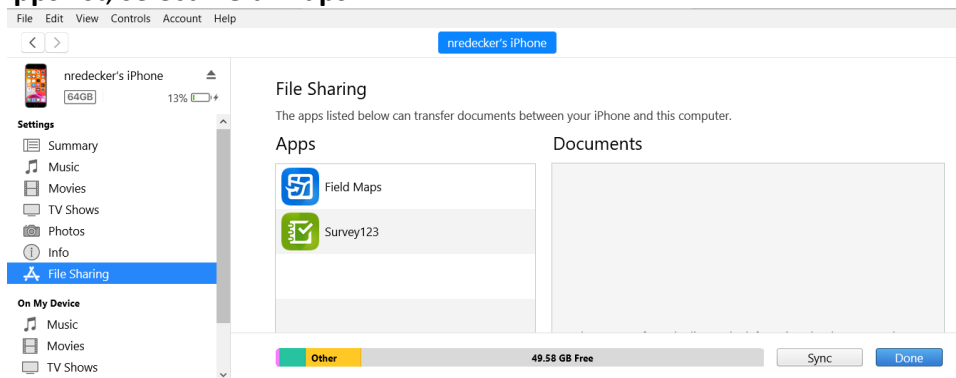 File Edit View Controls Account Help
nredecker's iPhone
nredecker's iPhone
64GB 13%
Settings
Summary
Music
Movies
TV Shows
Photos
Info
File Sharing
On My Device
Music
Movies
TV Shows
File Sharing
The apps listed below can transfer documents between your iPhone and this computer.
Apps
Documents
Field Maps
Survey123
Other
49.58 GB Free
Sync
Done